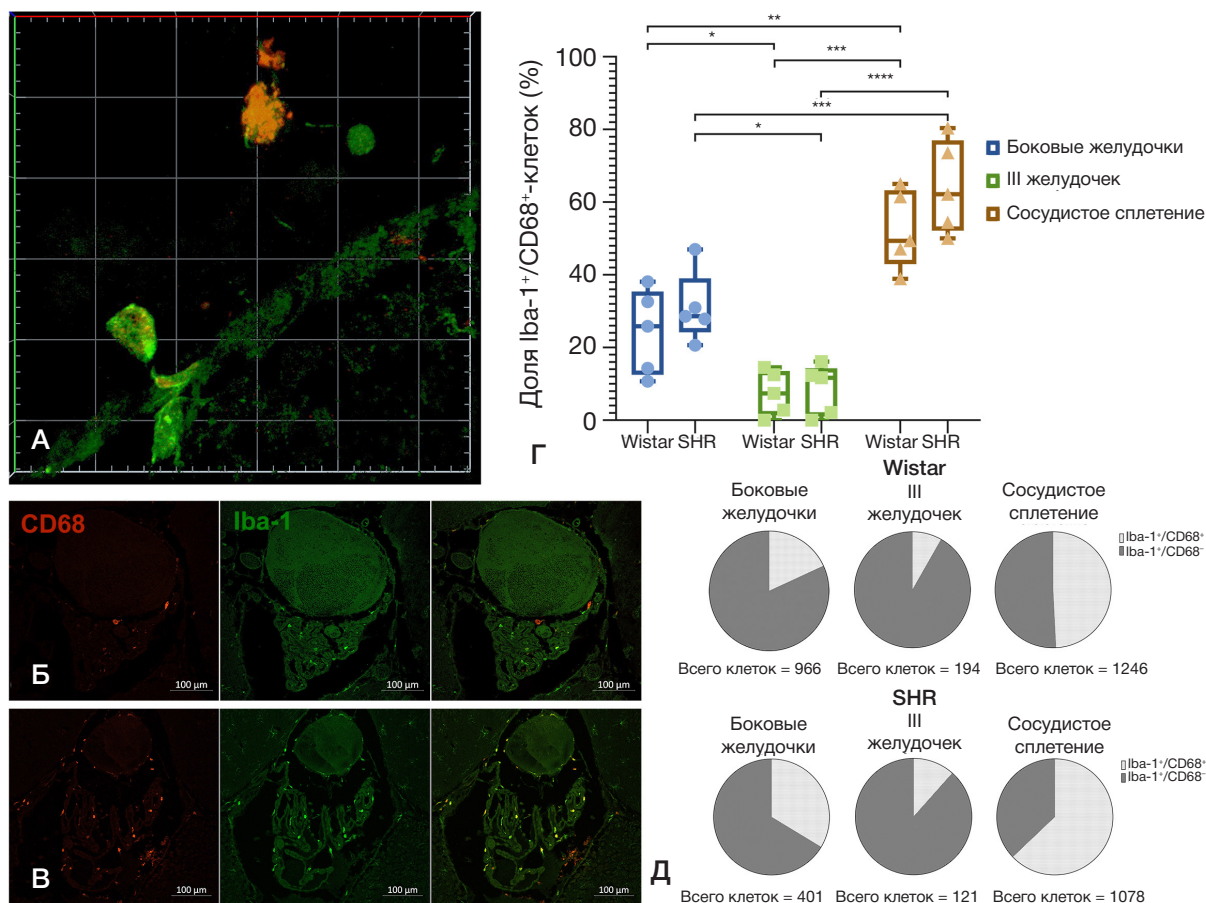 А
Доля Iba-1⁺/CD68⁺-клеток (%)
100
80
60
40
20
0
**
*
***
****
***
*
Wistar SHR
Wistar SHR
Wistar SHR
Боковые желудочки
III желудочек
Сосудистое сплетение
Г
CD68
Iba-1
Б
100 µm
100 µm
100 µm
В
100 µm
100 µm
100 µm
Wistar
Боковые
желудочки
III
желудочек
Сосудистое
сплетение
Iba-1⁺/CD68⁺
Iba-1⁺/CD68⁻
Всего клеток = 966
Всего клеток = 194
Всего клеток = 1246
SHR
Боковые
желудочки
III
желудочек
Сосудистое
сплетение
Iba-1⁺/CD68⁺
Iba-1⁺/CD68⁻
Д
Всего клеток = 401
Всего клеток = 121
Всего клеток = 1078